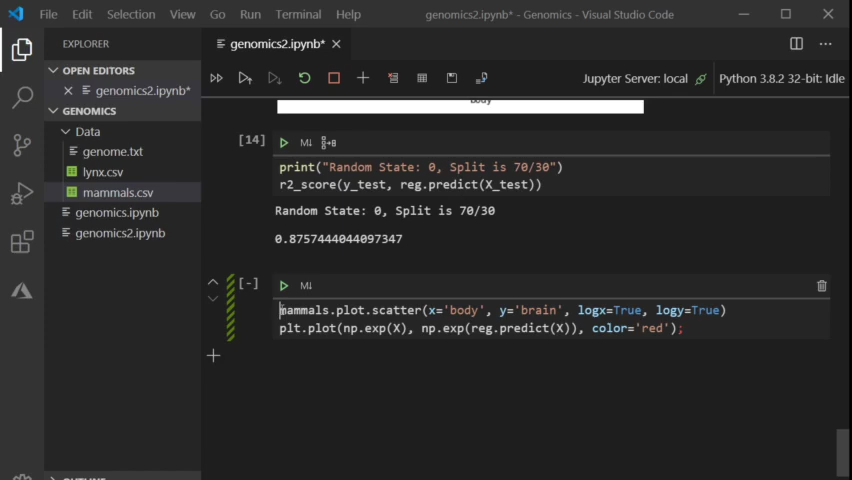 File Edit Selection View Go Run Terminal Help genomics2.ipynb* - Genomics - Visual Studio Code
EXPLORER
genomics2.ipynb*
OPEN EDITORS
genomics2.ipynb*
GENOMICS
Data
genome.txt
lynx.csv
mammals.csv
genomics.ipynb
genomics2.ipynb
Jupyter Server: local Python 3.8.2 32-bit: Idle
body
[14]
M↓
print("Random State: 0, Split is 70/30")
r2_score(y_test, reg.predict(X_test))
Random State: 0, Split is 70/30
0.8757444044097347
[-]
M↓
mammals.plot.scatter(x='body', y='brain', logx=True, logy=True)
plt.plot(np.exp(X), np.exp(reg.predict(X)), color='red');
OUTLINE